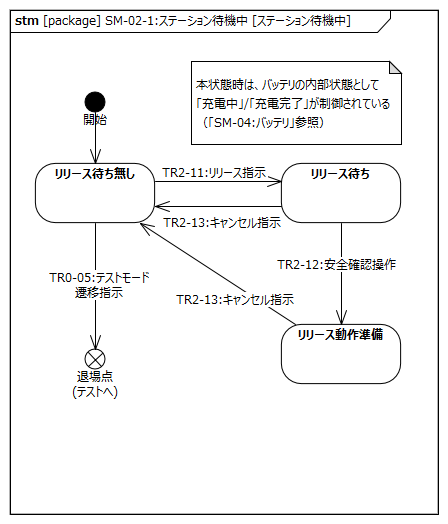 stm [package] SM-02-1:ステーション待機中 [ステーション待機中]
本状態時は、バッテリの内部状態として
「充電中」/「充電完了」が制御されている
（「SM-04:バッテリ」参照）
開始
リリース待ち無し
TR2-11:リリース指示
リリース待ち
TR2-13:キャンセル指示
TR0-05:テストモード
遷移指示
TR2-12:安全確認操作
TR2-13:キャンセル指示
リリース動作準備
退場点
(テストへ)